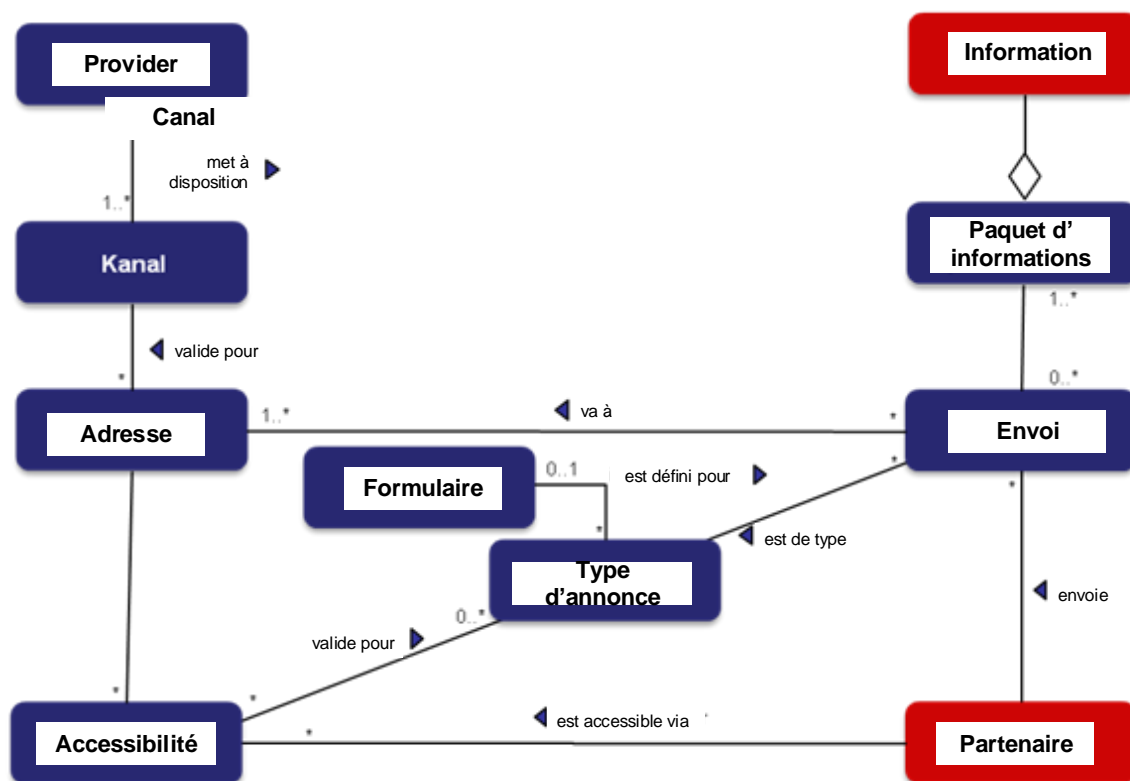 Provider
Information
Canal
met à
disposition
1..*
Kanal
Paquet d’
informations
1..*
valide pour
*
0..*
Adresse
1..*
va à
*
Envoi
*
*
Formulaire
0..1
est défini pour
*
est de type
Type
d’annonce
envoie
0..*
valide pour
*
*
Accessibilité
*
est accessible via
Partenaire